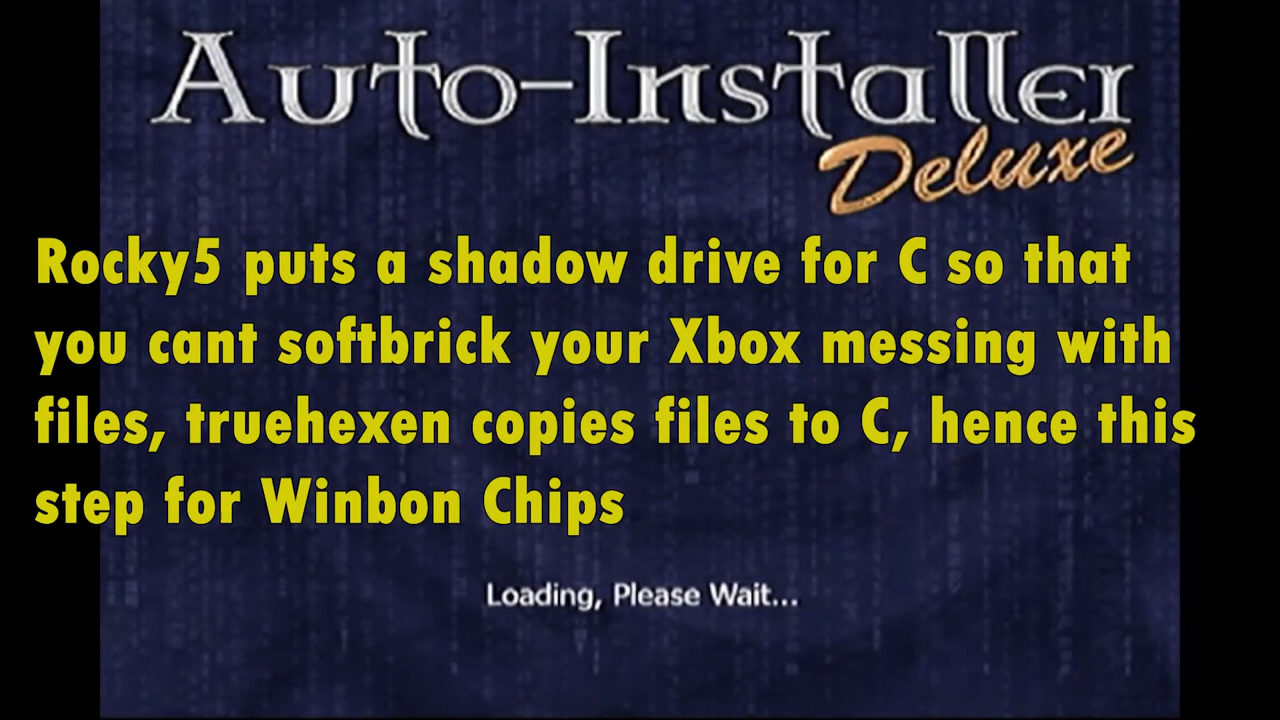 Auto-Installer
Deluxe
Rocky5 puts a shadow drive for C so that
you cant softbrick your Xbox messing with
files, truehexen copies files to C, hence this
step for Winbon Chips
Loading, Please Wait...